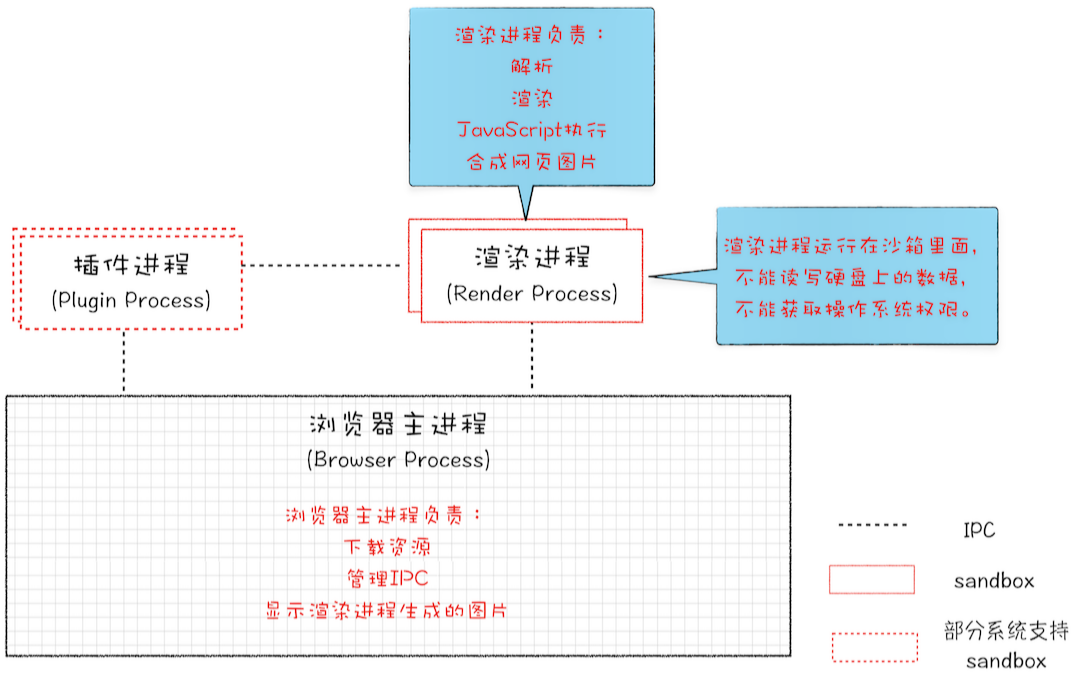 渲染进程负责：
解析
渲染
JavaScript执行
合成网页图片
插件进程
(Plugin Process)
渲染进程
(Render Process)
渲染进程运行在沙箱里面，
不能读写硬盘上的数据，
不能获取操作系统权限。
浏览器主进程
(Browser Process)
浏览器主进程负责：
下载资源
管理IPC
显示渲染进程生成的图片
IPC
sandbox
部分系统支持
sandbox